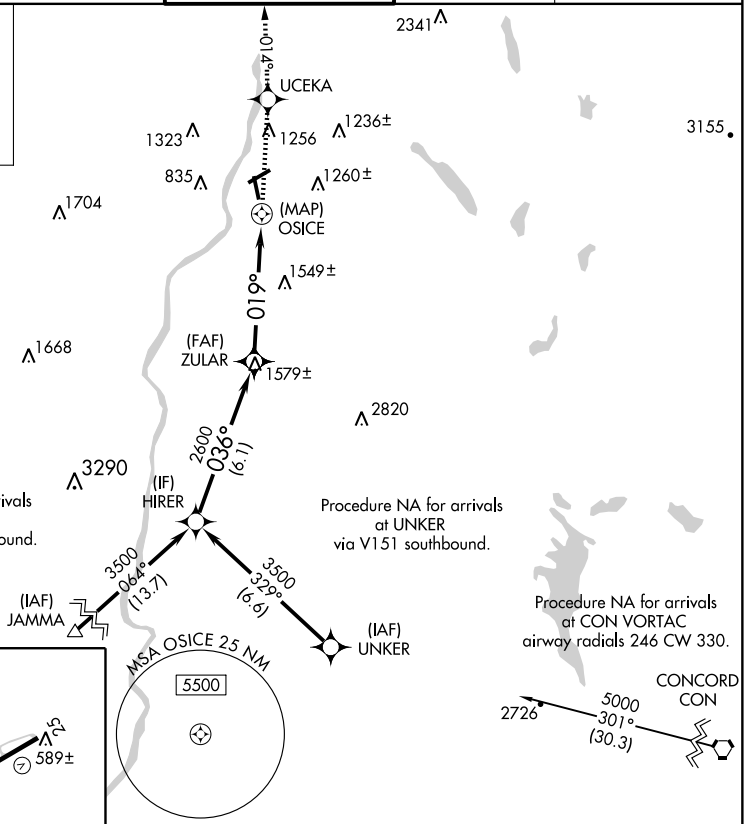 2341
014°
UCEKA
1323
1256
1236±
3155
835
1260±
1704
(MAP)
OSICE
1549±
019°
(FAF)
ZULAR
1668
1579±
2820
2600
036°
(6.1)
3290
(IF)
HIRER
ivals
ound.
Procedure NA for arrivals
at UNKER
via V151 southbound.
3500
064°
(13.7)
3500
329°
(6.6)
(IAF)
JAMMA
(IAF)
UNKER
Procedure NA for arrivals
at CON VORTAC
airway radials 246 CW 330.
MSA OSICE 25 NM
5500
CONCORD
CON
5000
301°
(30.3)
2726
25
589±
V